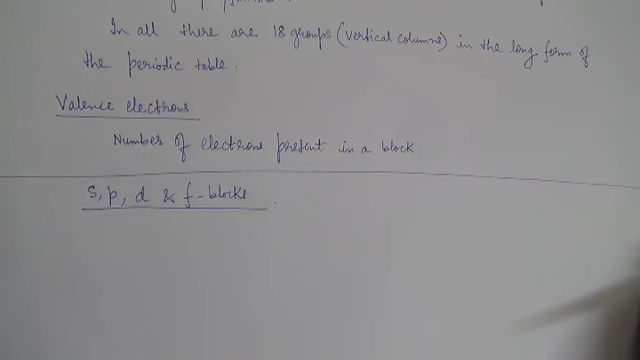 In all there are 18 groups (vertical columns) in the long form of
the periodic table.
Valence electrons
Number of electrons present in a block.
s, p, d & f-blocks